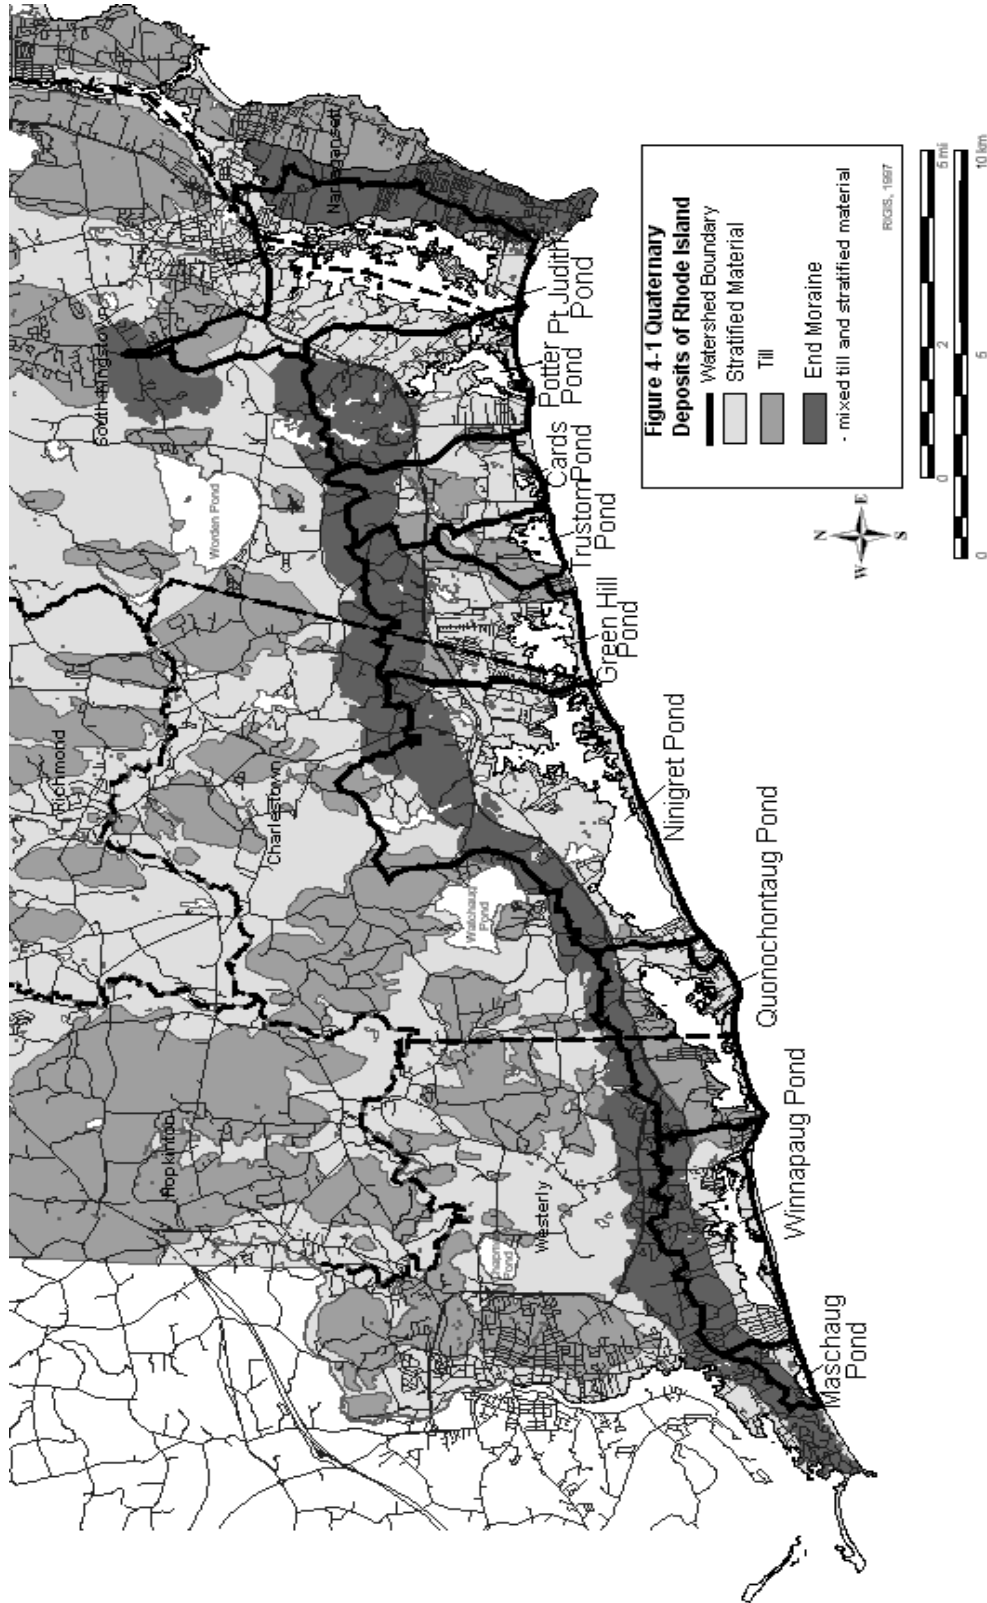 Figure 4-1 Quaternary
Deposits of Rhode Island
Watershed Boundary
Stratified Material
Till
End Moraine
- mixed till and stratified material
RIGIS, 1997
0
2
5 mi
0
5
10 km
N
W
E
S
Hopkinton
Richmond
South Kingstown
Charlestown
Narragansett
Westerly
Worden Pond
Watchaug
Pond
Chapman
Pond
Maschaug
Pond
Winnapaug Pond
Quonochontaug Pond
Ninigret Pond
Green Hill
Pond
Trustom
Pond
Cards
Pond
Potter
Pond
Pt Judith
Pond